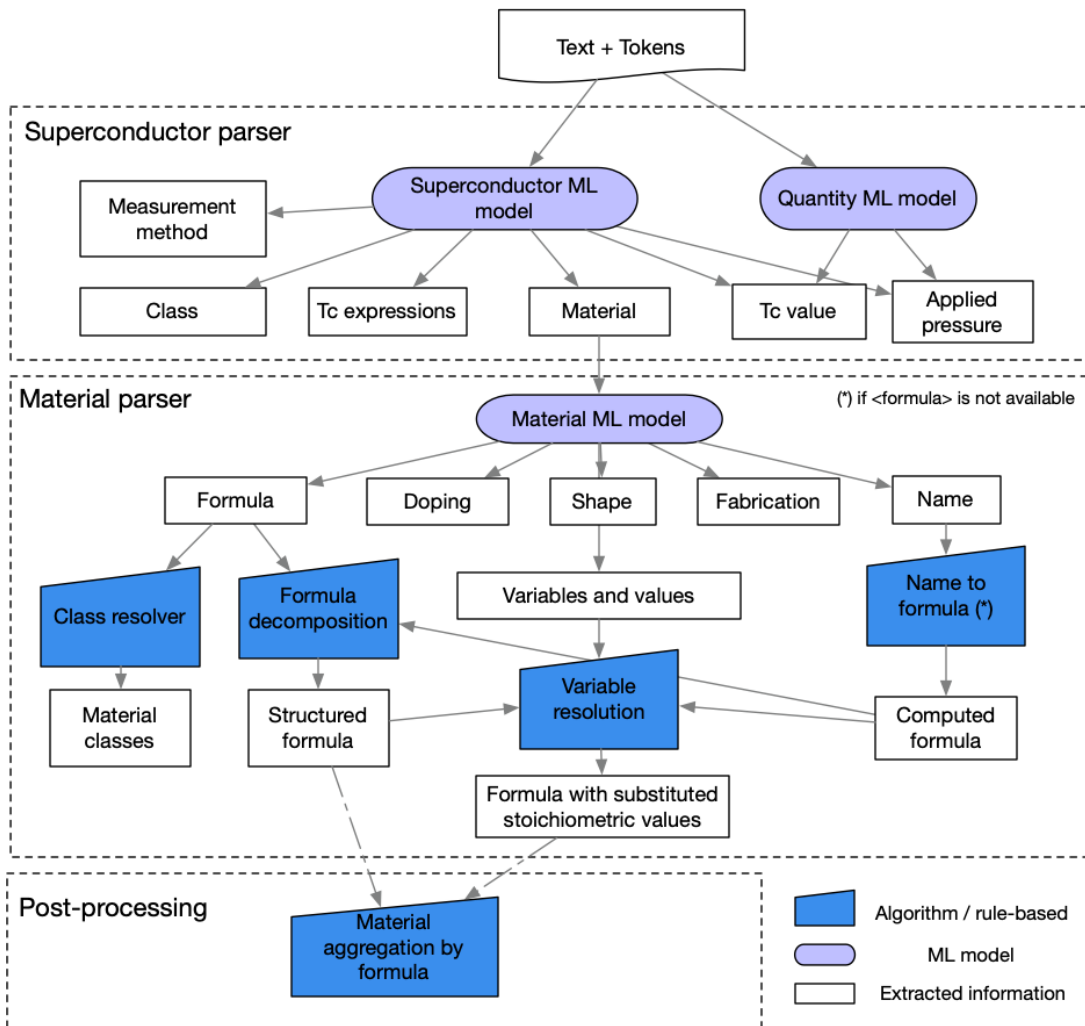 Text + Tokens
Superconductor parser
Superconductor ML
model
Quantity ML model
Measurement
method
Class
Tc expressions
Material
Tc value
Applied
pressure
Material parser
(*) if <formula> is not available
Material ML model
Formula
Doping
Shape
Fabrication
Name
Class resolver
Formula
decomposition
Variables and values
Name to
formula (*)
Material
classes
Structured
formula
Variable
resolution
Computed
formula
Formula with substituted
stoichiometric values
Post-processing
Material
aggregation by
formula
Algorithm / rule-based
ML model
Extracted information